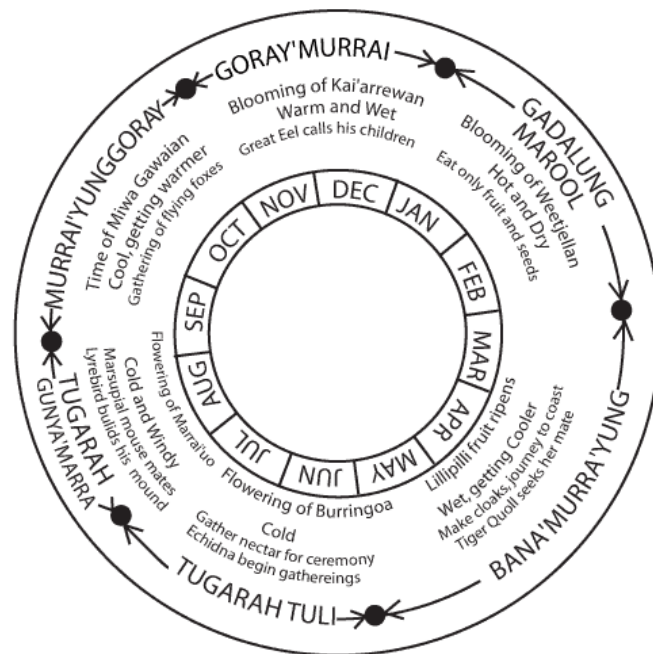 GORAY'MURRAI
Blooming of Kai'arrewan
Warm and Wet
Great Eel calls his children
GADALUNG
MAROOL
Blooming of Weetjellan
Hot and Dry
Eat only fruit and seeds
BANA'MURRA'YUNG
Lillipilli fruit ripens
Wet, getting Cooler
Make cloaks, journey to coast
Tiger Quoll seeks her mate
TUGARAH TULI
Flowering of Burringoa
Cold
Gather nectar for ceremony
Echidna begin gathereings
TUGARAH
GUNYA'MARRA
Flowering of Marrai'uo
Cold and Windy
Marsupial mouse mates
Lyrebird builds his mound
MURRAI'YUNGGORAY
Time of Miwa Gawaian
Cool, getting warmer
Gathering of flying foxes
DEC
JAN
FEB
MAR
APR
MAY
JUN
JUL
AUG
SEP
OCT
NOV